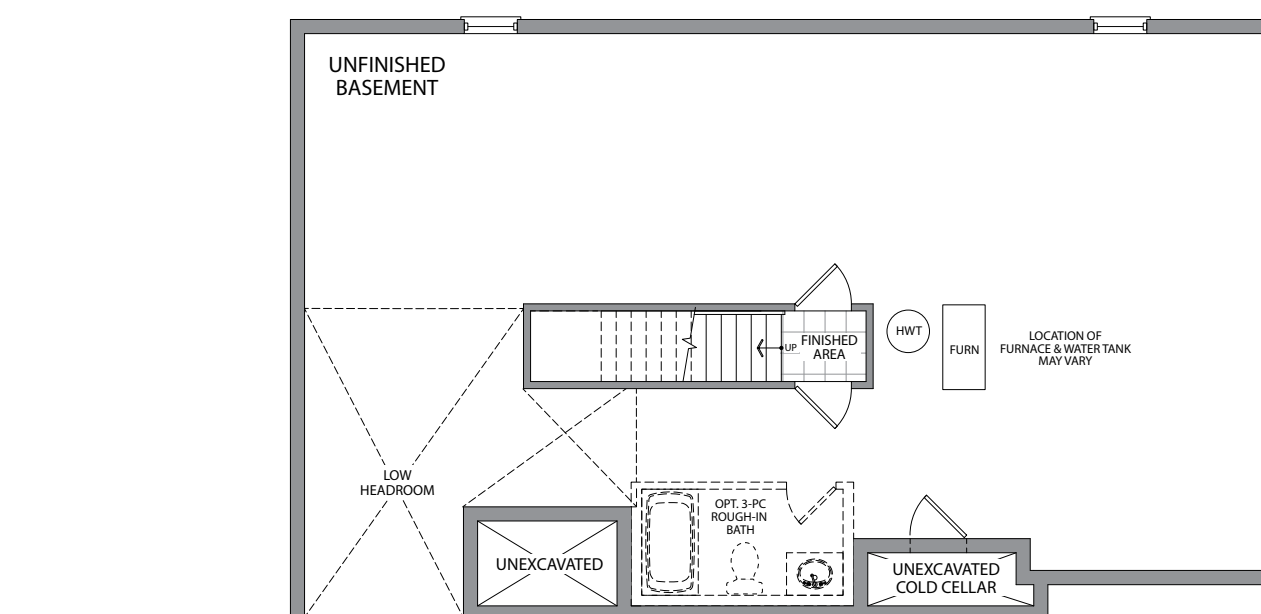 UNFINISHED
BASEMENT
UP
FINISHED
AREA
HWT
FURN
LOCATION OF
FURNACE & WATER TANK
MAY VARY
LOW
HEADROOM
OPT. 3-PC
ROUGH-IN
BATH
UNEXCAVATED
UNEXCAVATED
COLD CELLAR